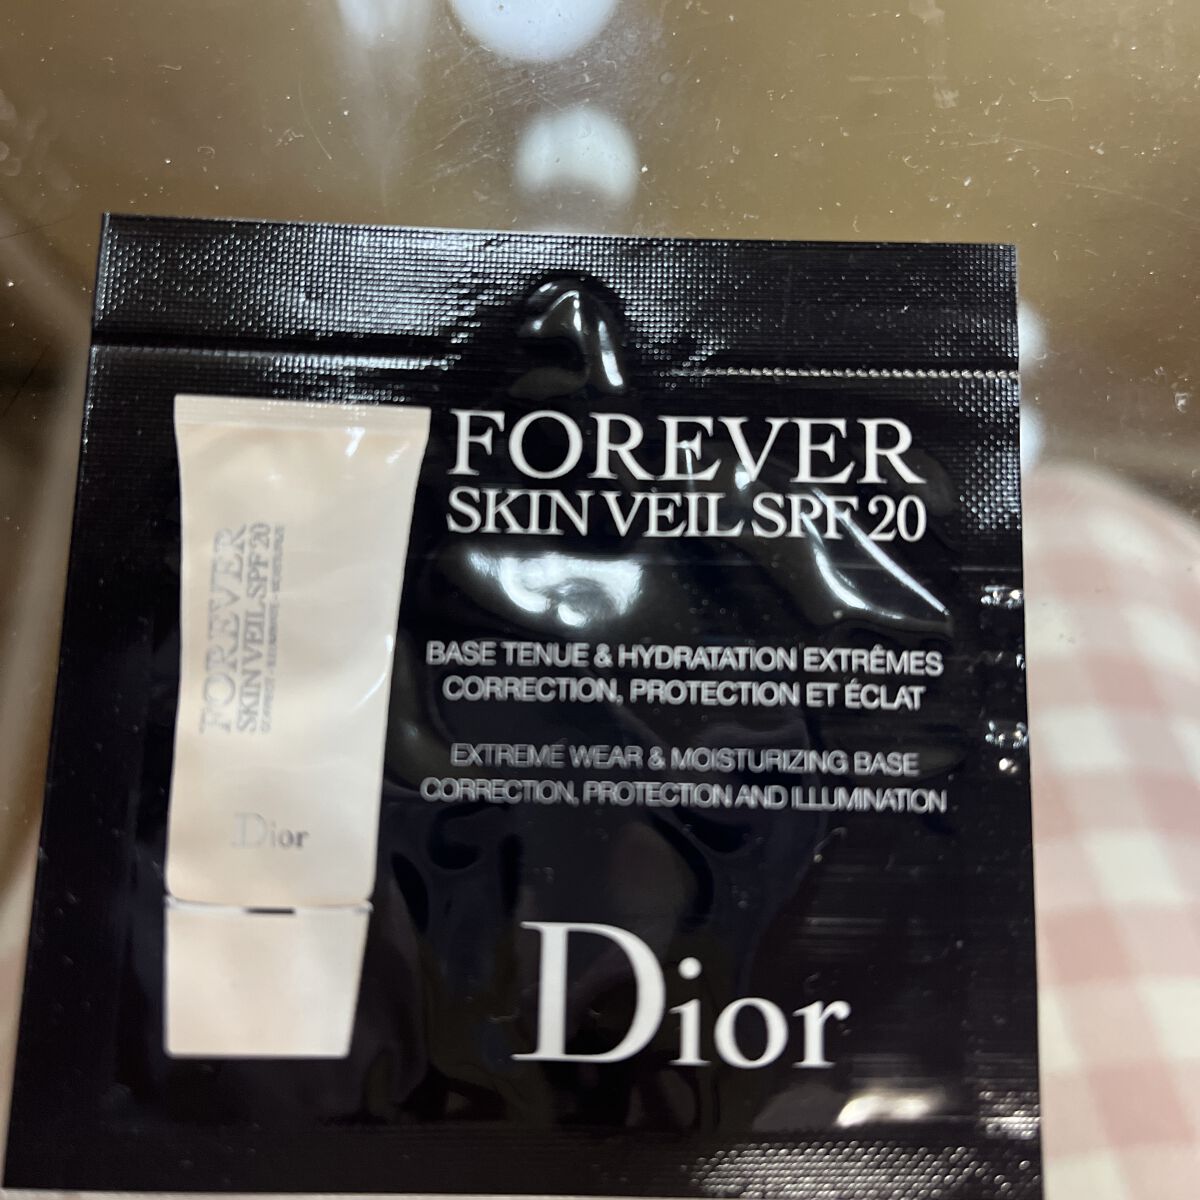 FOREVER
SKIN VEIL SPF 20
BASE TENUE & HYDRATATION EXTRÊMES
CORRECTION, PROTECTION ET ÉCLAT
EXTREME WEAR & MOISTURIZING BASE
CORRECTION, PROTECTION AND ILLUMINATION
Dior
FOREVER
SKIN VEIL SPF 20
Dior